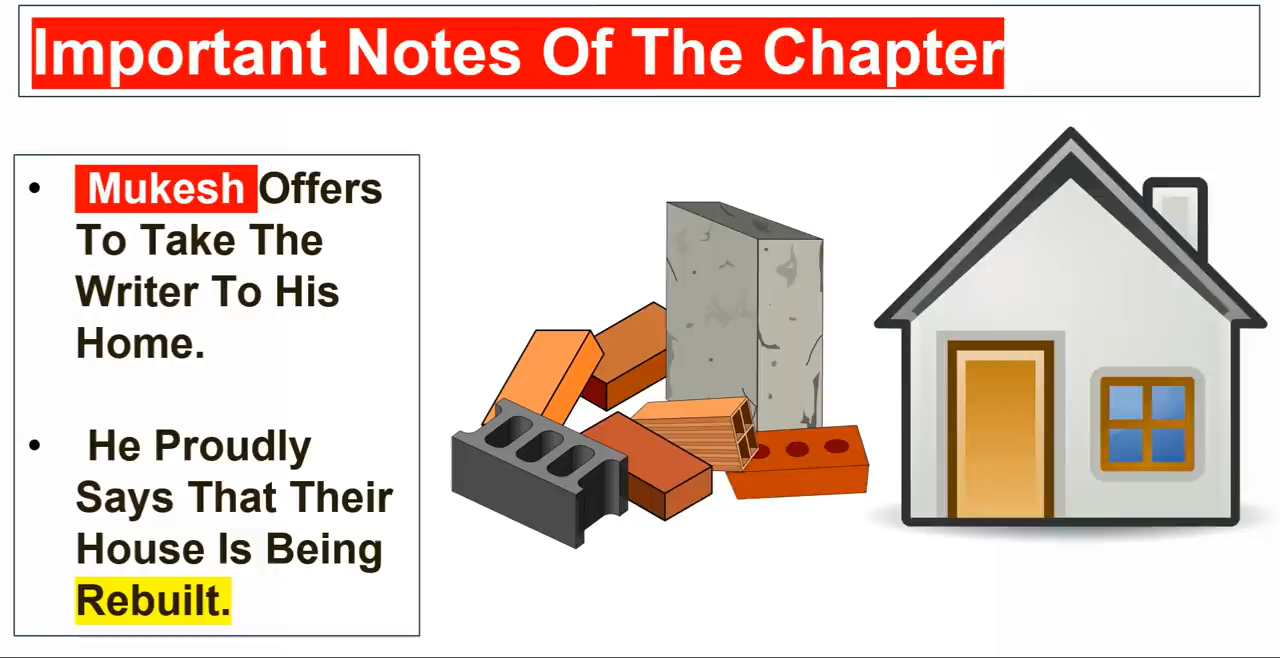 Important Notes Of The Chapter
• Mukesh Offers
To Take The
Writer To His
Home.
• He Proudly
Says That Their
House Is Being
Rebuilt.